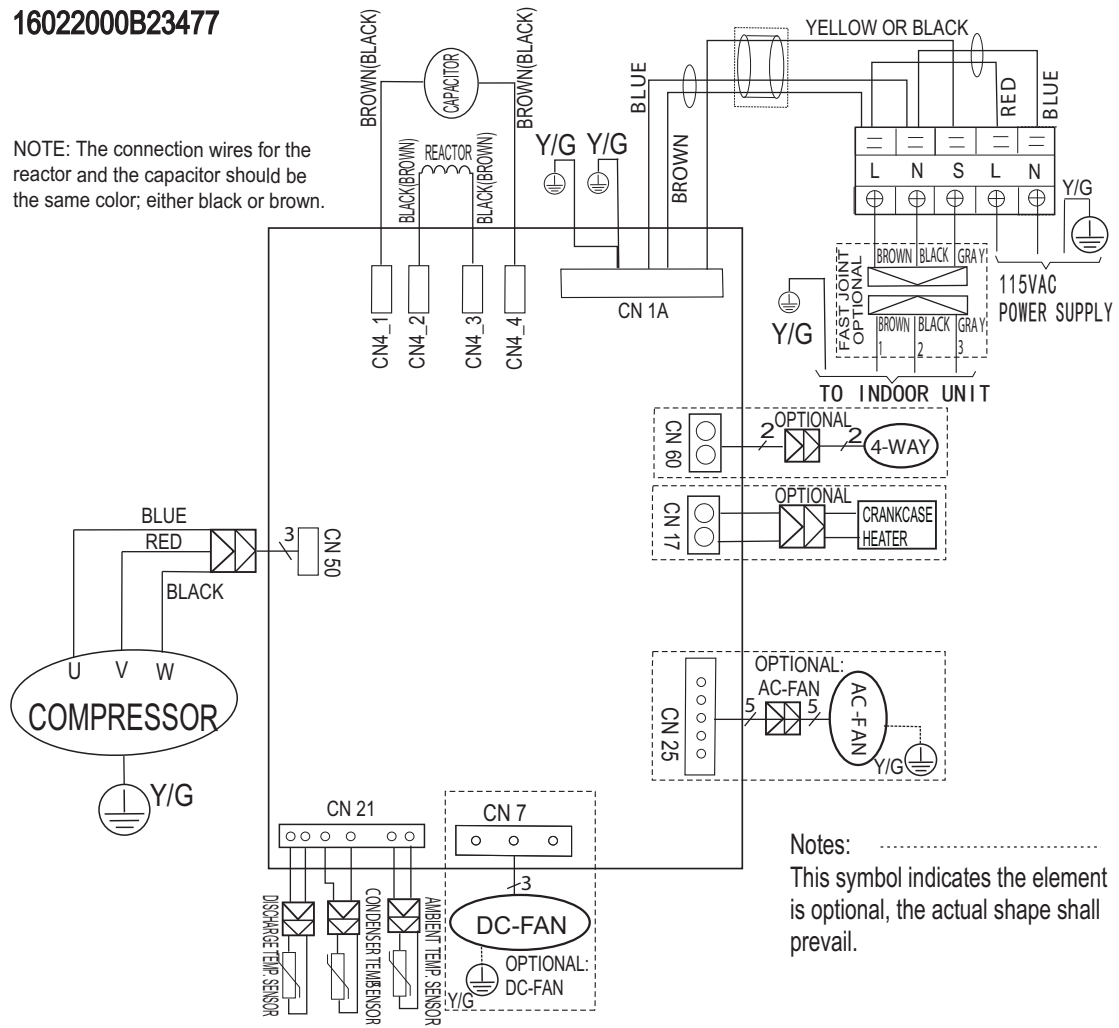 16022000B23477
NOTE: The connection wires for the
reactor and the capacitor should be
the same color; either black or brown.
BROWN(BLACK)
CAPACITOR
BROWN(BLACK)
BLACK(BROWN)
REACTOR
BLACK(BROWN)
Y/G
Y/G
BLUE
BROWN
YELLOW OR BLACK
RED
BLUE
L N S L N
Y/G
CN4_1
CN4_2
CN4_3
CN4_4
CN 1A
FAST JOINT
OPTIONAL
BROWN BLACK GRAY
BROWN BLACK GRAY
1 2 3
115VAC
POWER SUPPLY
Y/G
TO INDOOR UNIT
CN 60
2
OPTIONAL
2
4-WAY
CN 17
OPTIONAL
CRANKCASE
HEATER
BLUE
RED
BLACK
3
CN 50
U V W
COMPRESSOR
Y/G
CN 25
OPTIONAL:
AC-FAN
5
5
AC-FAN
Y/G
CN 21
DISCHARGE TEMP. SENSOR
CONDENSER TEMP.SENSOR
AMBIENT TEMP. SENSOR
CN 7
3
DC-FAN
Y/G
OPTIONAL:
DC-FAN
Notes:
This symbol indicates the element
is optional, the actual shape shall
prevail.